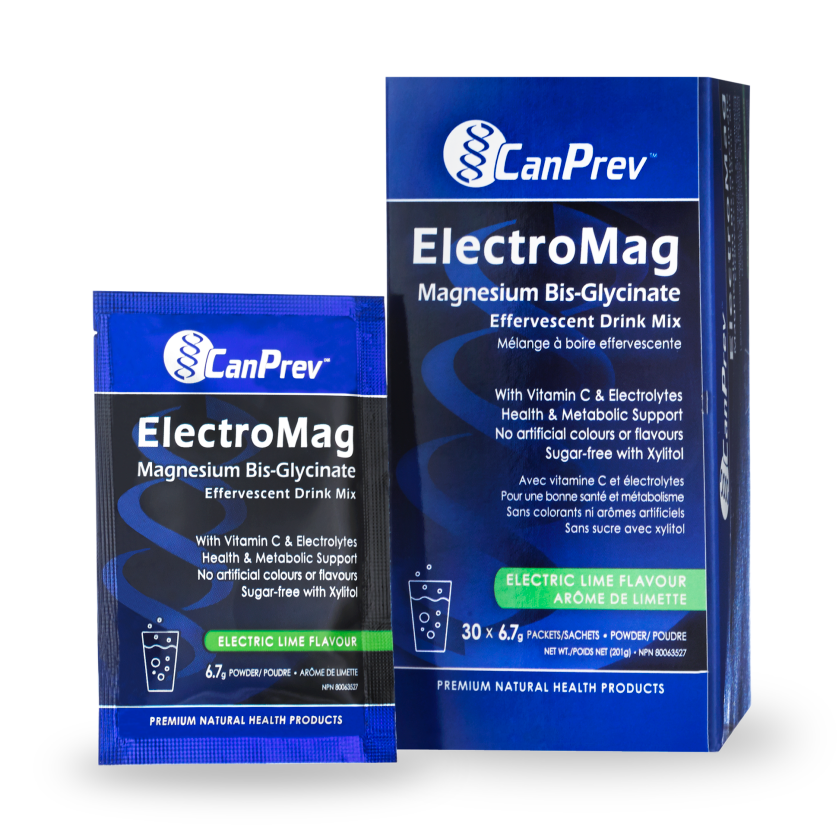 CanPrev™
ElectroMag
Magnesium Bis-Glycinate
Effervescent Drink Mix
With Vitamin C & Electrolytes
Health & Metabolic Support
No artificial colours or flavours
Sugar-free with Xylitol
ELECTRIC LIME FLAVOUR
6.7g POWDER/ POUDRE • ARÔME DE LIMETTE
NPN 80063527
PREMIUM NATURAL HEALTH PRODUCTS
CanPrev™
ElectroMag
Magnesium Bis-Glycinate
Effervescent Drink Mix
Mélange à boire effervescente
With Vitamin C & Electrolytes
Health & Metabolic Support
No artificial colours or flavours
Sugar-free with Xylitol
Avec vitamine C et électrolytes
Pour une bonne santé et métabolisme
Sans colorants ni arômes artificiels
Sans sucre avec xylitol
ELECTRIC LIME FLAVOUR
ARÔME DE LIMETTE
30 x 6.7g PACKETS/SACHETS • POWDER/ POUDRE
NET WT./POIDS NET (201g) • NPN 80063527
PREMIUM NATURAL HEALTH PRODUCTS
CanPrev
ElectroMag